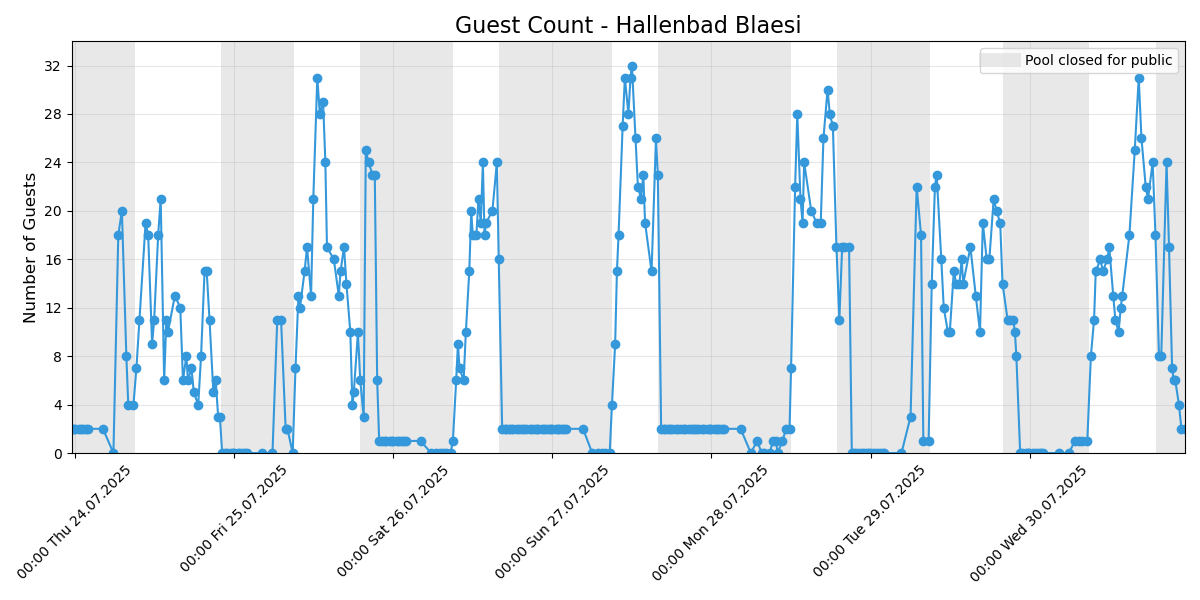 Guest Count - Hallenbad Blaesi
Pool closed for public
Number of Guests
32
28
24
20
16
12
8
4
0
00:00 Thu 24.07.2025
00:00 Fri 25.07.2025
00:00 Sat 26.07.2025
00:00 Sun 27.07.2025
00:00 Mon 28.07.2025
00:00 Tue 29.07.2025
00:00 Wed 30.07.2025